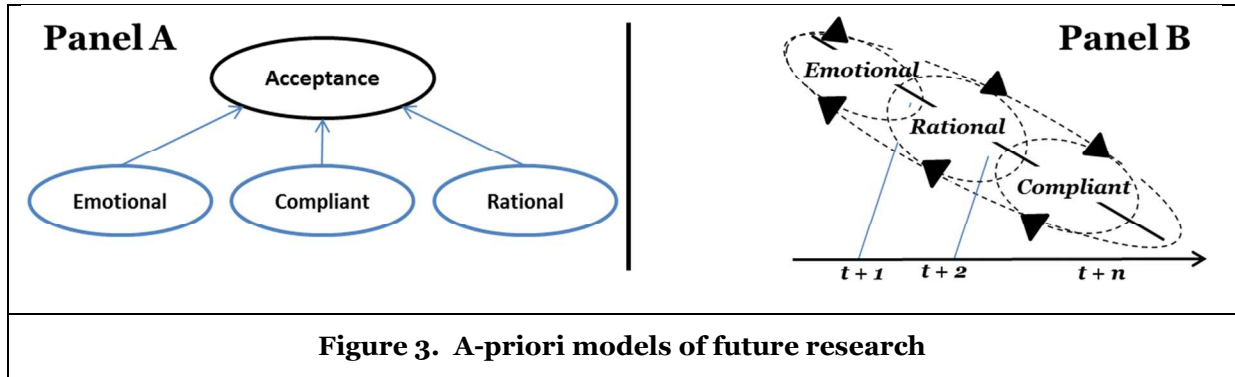 Panel A
Acceptance
Emotional
Compliant
Rational
Panel B
Emotional
Rational
Compliant
t + 1
t + 2
t + n
Figure 3. A-priori models of future research